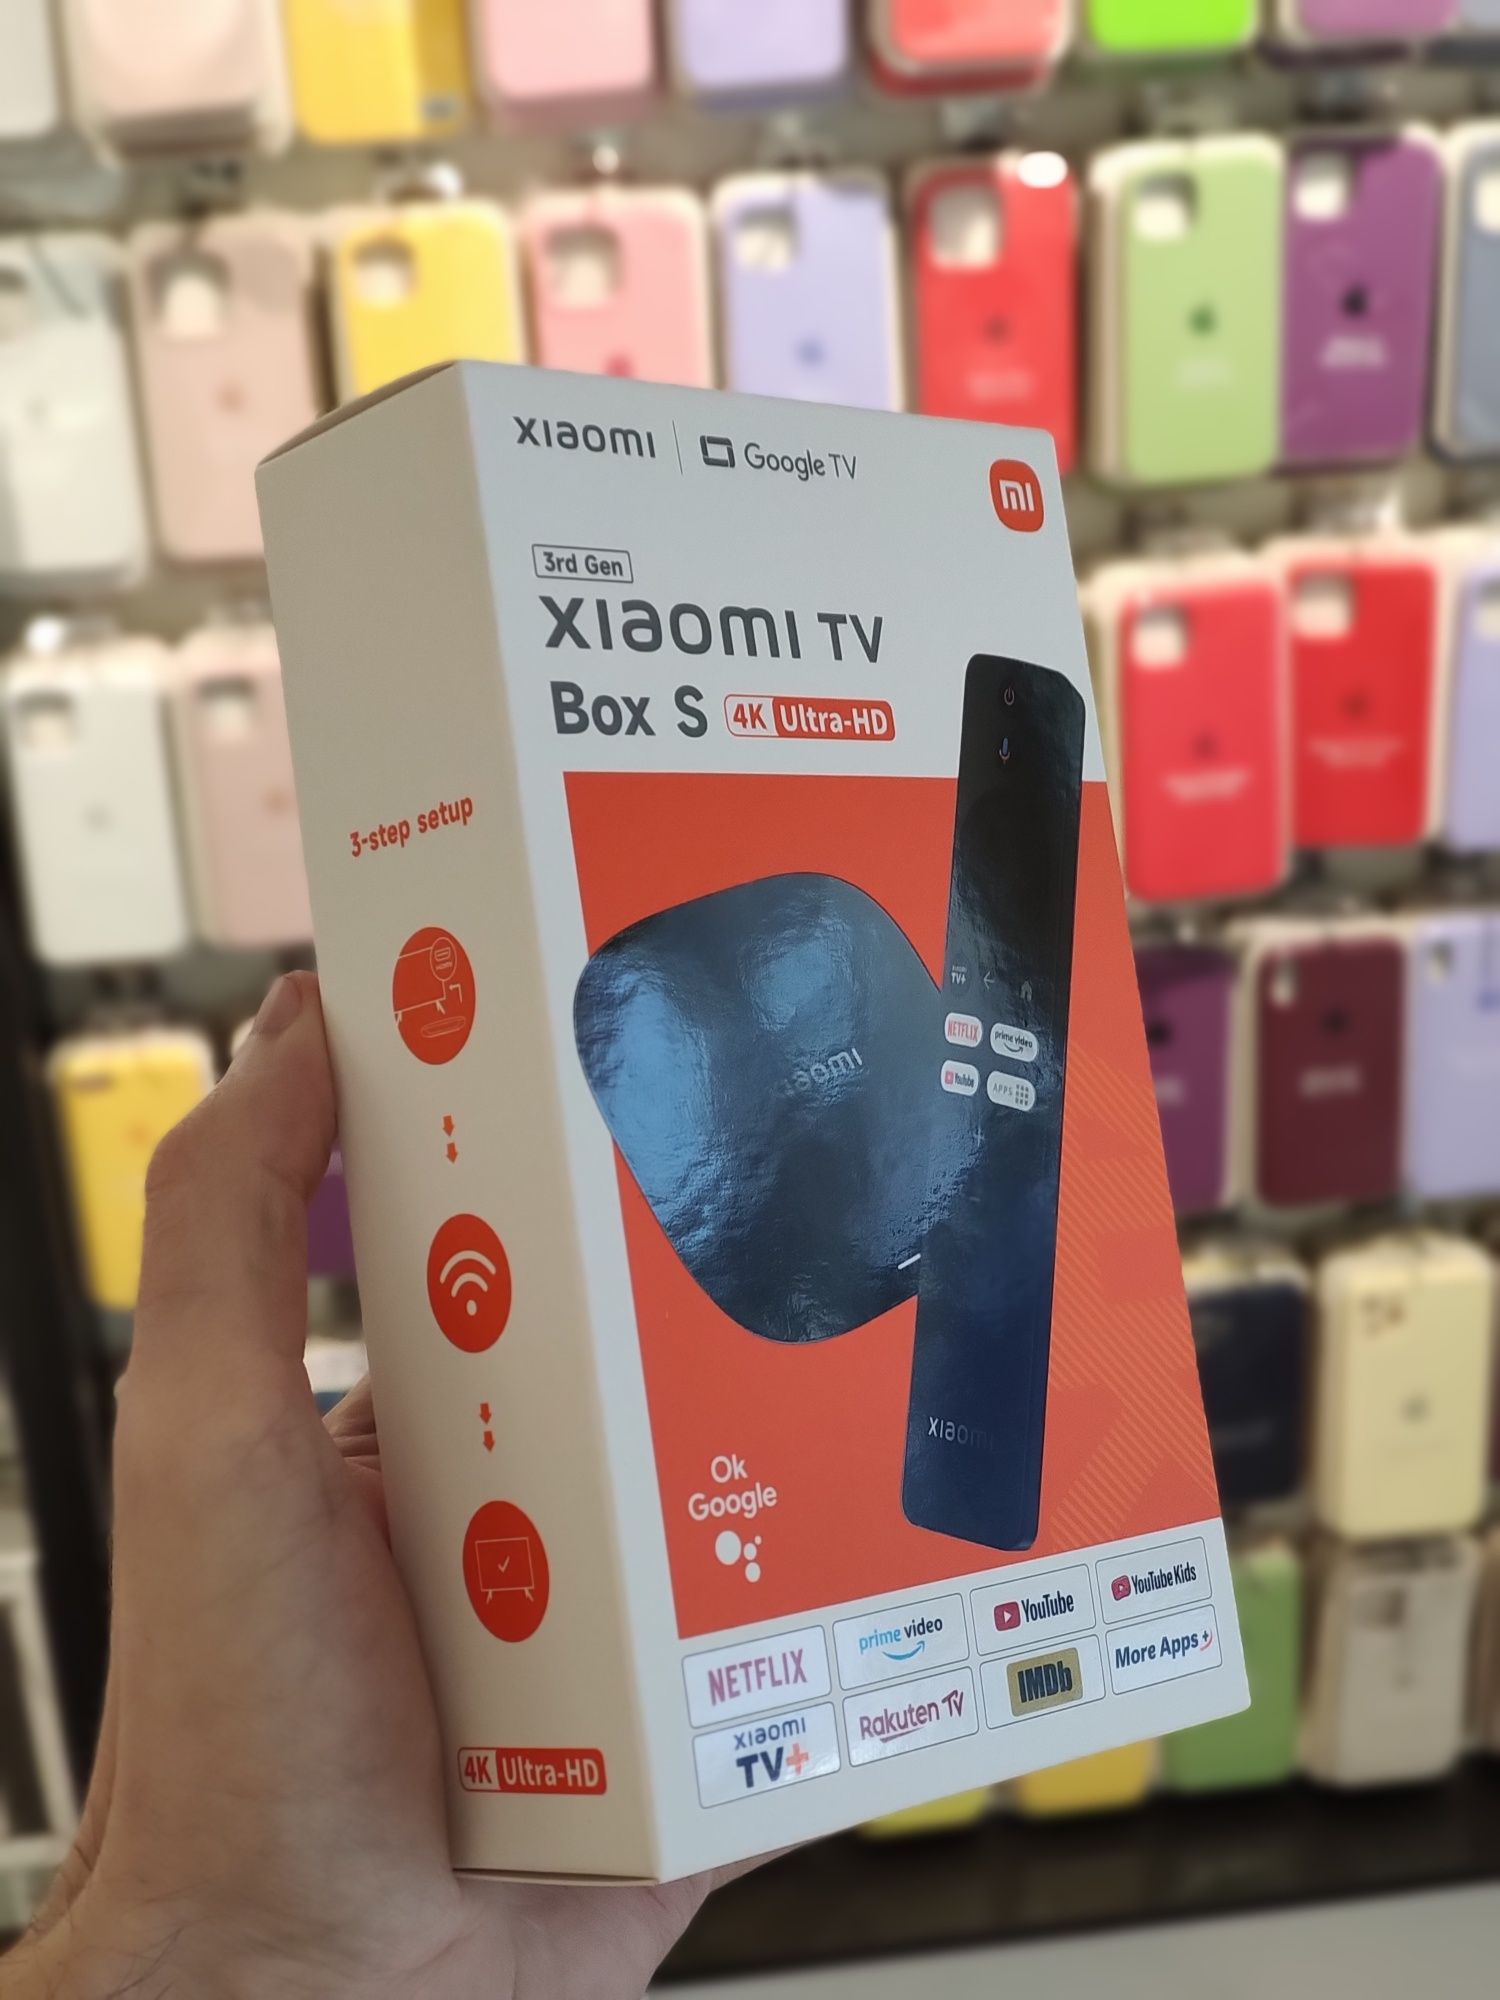 xiaomi | Google TV
mi
3rd Gen
xiaomi TV
Box S 4K Ultra-HD
3-step setup
HDMI
TV+
NETFLIX prime video
YouTube APPS
aomi
xiaomi
Ok
Google
NETFLIX prime video YouTube YouTube Kids
xiaomi TV+ Rakuten TV IMDb More Apps +
4K Ultra-HD